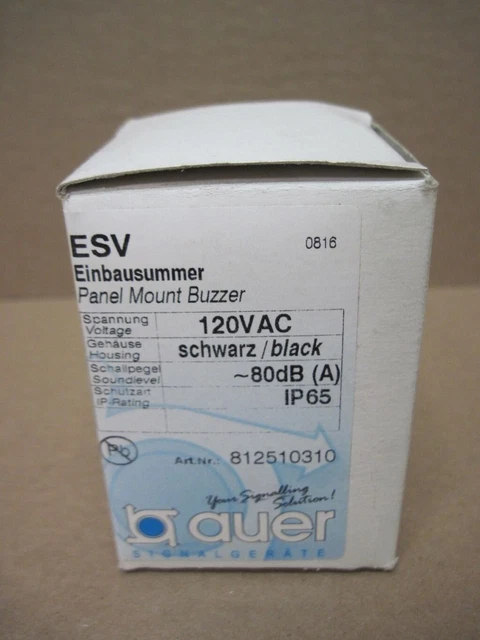 ESV 0816
Einbausummer
Panel Mount Buzzer
Spannung
Voltage 120VAC
Gehäuse
Housing schwarz/black
Schallpegel
Soundlevel ~80dB (A)
Schutzart
IP-Rating IP65
Pb
Art.Nr.: 812510310
Your Signalling
Solution!
auer
SIGNALGERÄTE